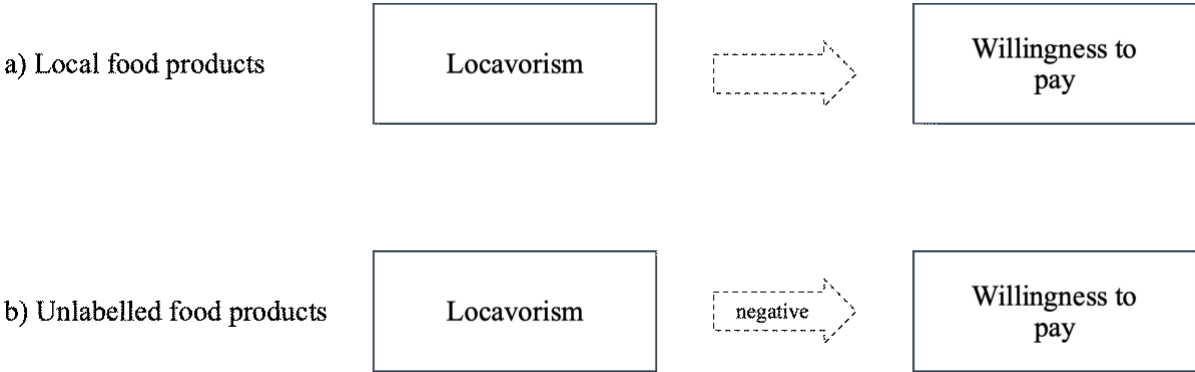 a) Local food products
Locavorism
Willingness to
pay
b) Unlabelled food products
Locavorism
negative
Willingness to
pay